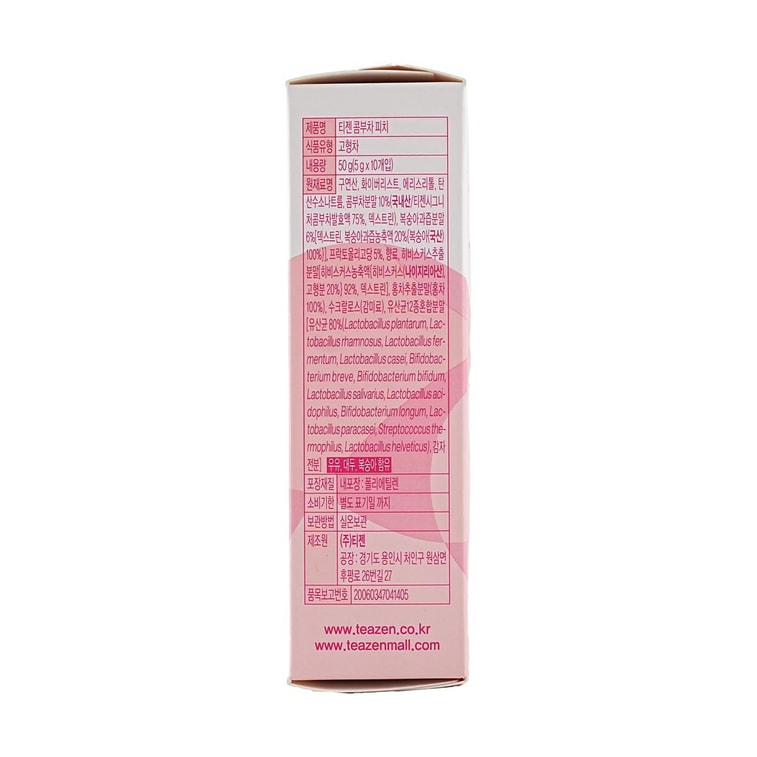 제품명 티젠 콤부차 피치
식품유형 고형차
내용량 50 g(5 g x 10개입)
원재료명 구연산, 화이버리스트, 에리스리톨, 탄
산수소나트륨, 콤부차분말 10%(국내산/티젠시그니
처콤부차발효액 75%, 덱스트린), 복숭아과즙분말
6%[덱스트린, 복숭아과즙농축액 20%(복숭아(국산)
100%)], 프락토올리고당 5%, 향료, 히비스커스추출
분말[히비스커스농축액(히비스커스(나이지리아산),
고형분 20%) 92%, 덱스트린], 홍차추출분말(홍차
100%), 수크랄로스(감미료), 유산균12종혼합분말
[유산균 80%(Lactobacillus plantarum, Lac-
tobacillus rhamnosus, Lactobacillus fer-
mentum, Lactobacillus casei, Bifidobac-
terium breve, Bifidobacterium bifidum,
Lactobacillus salivarius, Lactobacillus aci-
dophilus, Bifidobacterium longum, Lac-
tobacillus paracasei, Streptococcus the-
rmophilus, Lactobacillus helveticus), 감자
전분] 우유, 대두, 복숭아 함유
포장재질 내포장 : 폴리에틸렌
소비기한 별도 표기일 까지
보관방법 실온보관
제조원 (주)티젠
공장 : 경기도 용인시 처인구 원삼면
후평로 26번길 27
품목보고번호 20060347041405
www.teazen.co.kr
www.teazenmall.com